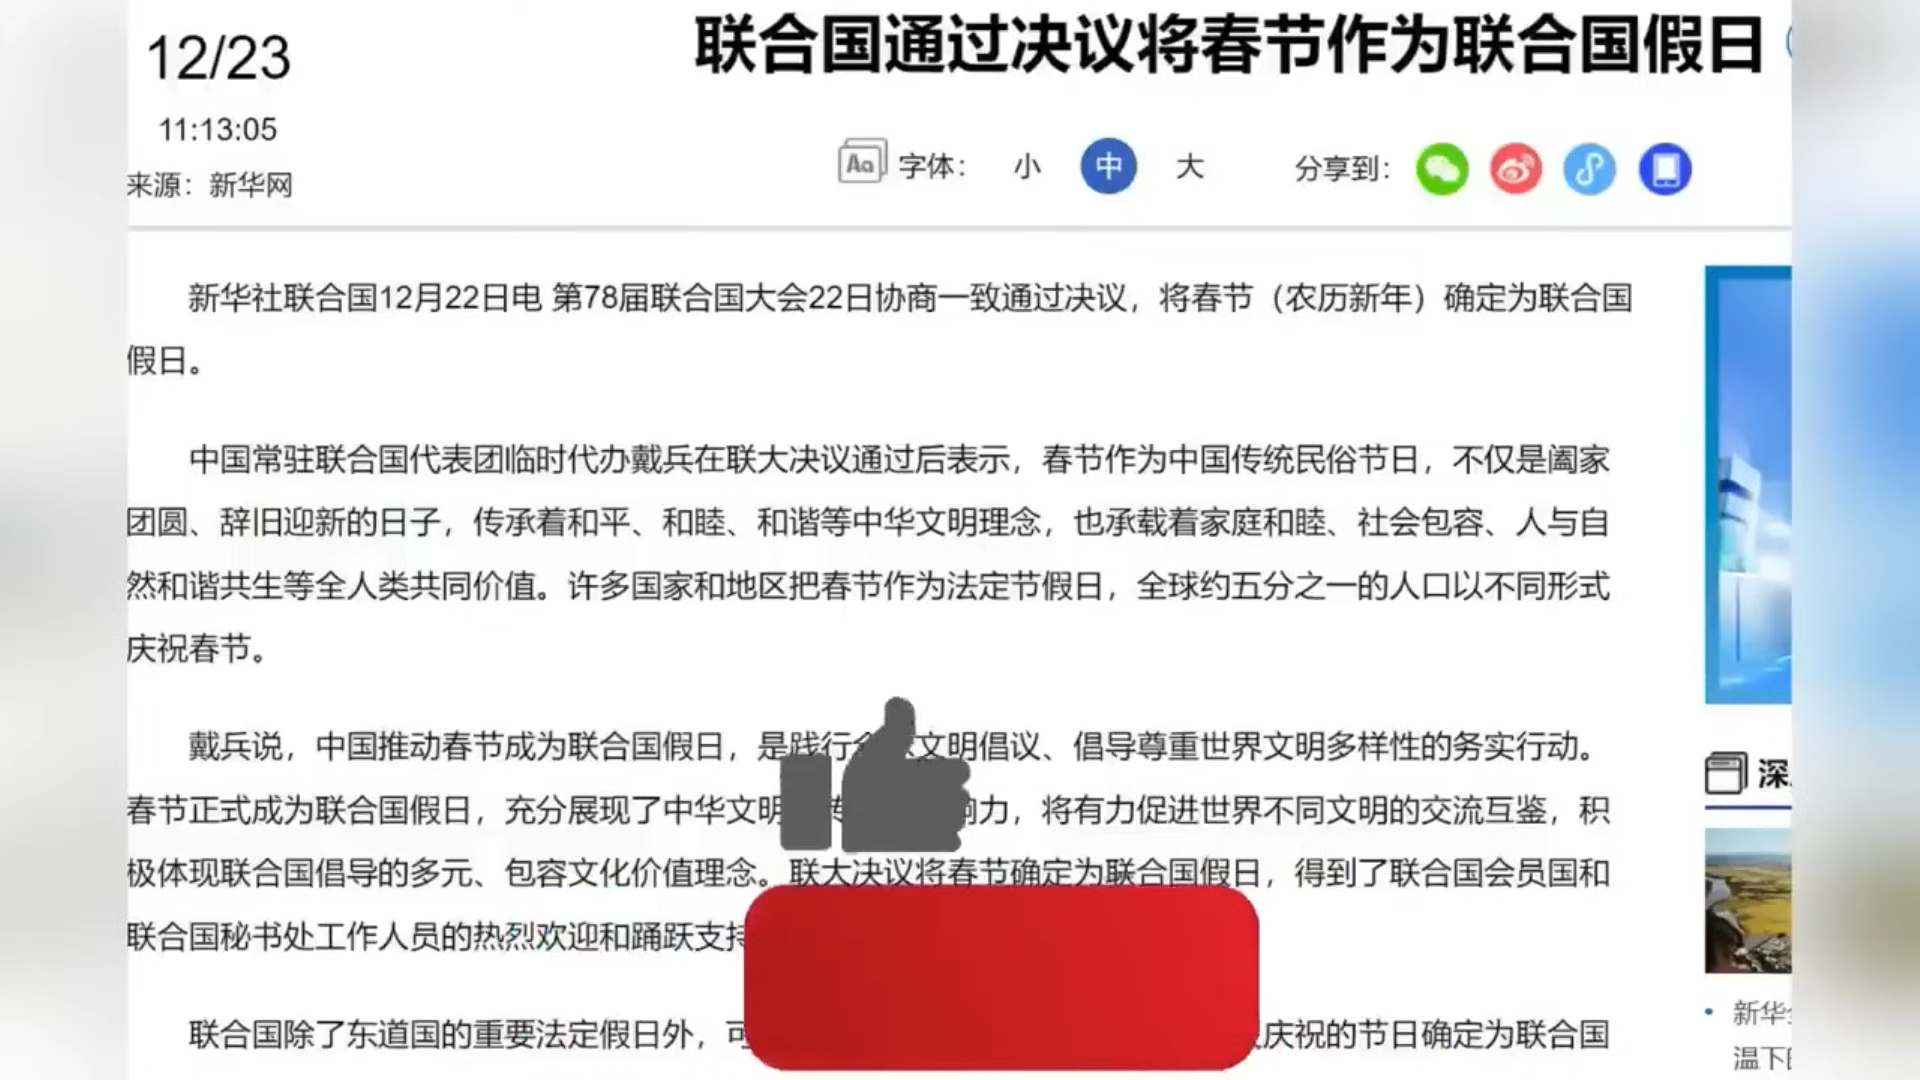 12/23
11:13:05
来源：新华网
联合国通过决议将春节作为联合国假日
Aa 字体： 小 中 大 分享到：
新华社联合国12月22日电 第78届联合国大会22日协商一致通过决议，将春节（农历新年）确定为联合国
假日。
中国常驻联合国代表团临时代办戴兵在联大决议通过后表示，春节作为中国传统民俗节日，不仅是阖家
团圆、辞旧迎新的日子，传承着和平、和睦、和谐等中华文明理念，也承载着家庭和睦、社会包容、人与自
然和谐共生等全人类共同价值。许多国家和地区把春节作为法定节假日，全球约五分之一的人口以不同形式
庆祝春节。
戴兵说，中国推动春节成为联合国假日，是践行 文明倡议、倡导尊重世界文明多样性的务实行动。
春节正式成为联合国假日，充分展现了中华文明 力，将有力促进世界不同文明的交流互鉴，积
极体现联合国倡导的多元、包容文化价值理念。联大决议将春节确定为联合国假日，得到了联合国会员国和
联合国秘书处工作人员的热烈欢迎和踊跃支持
联合国除了东道国的重要法定假日外，可 庆祝的节日确定为联合国
深
新华
温下